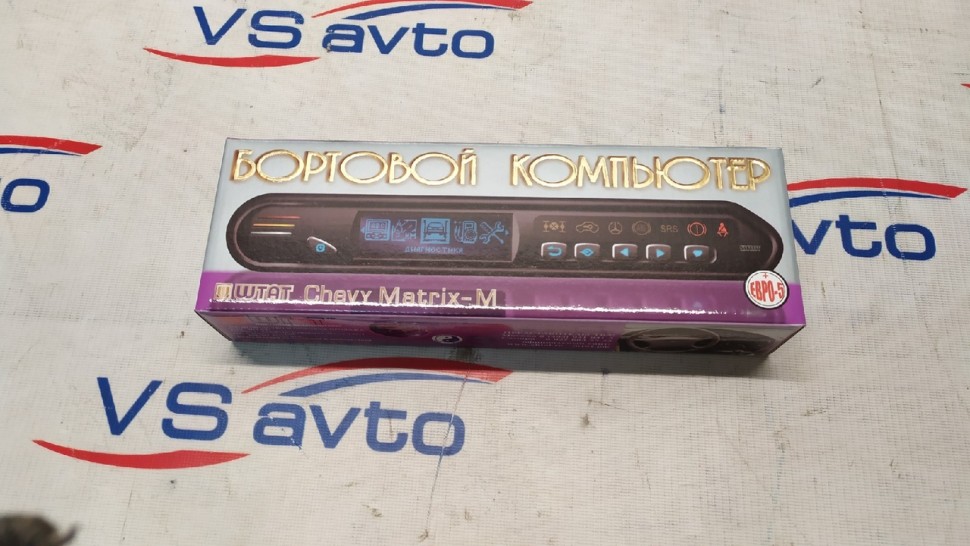 VS avto
БОРТОВОЙ КОМПЬЮТЕР
ДИАГНОСТИКА
SRS
ШТАТ Chevy Matrix-M
ЕВРО-5
VS avto